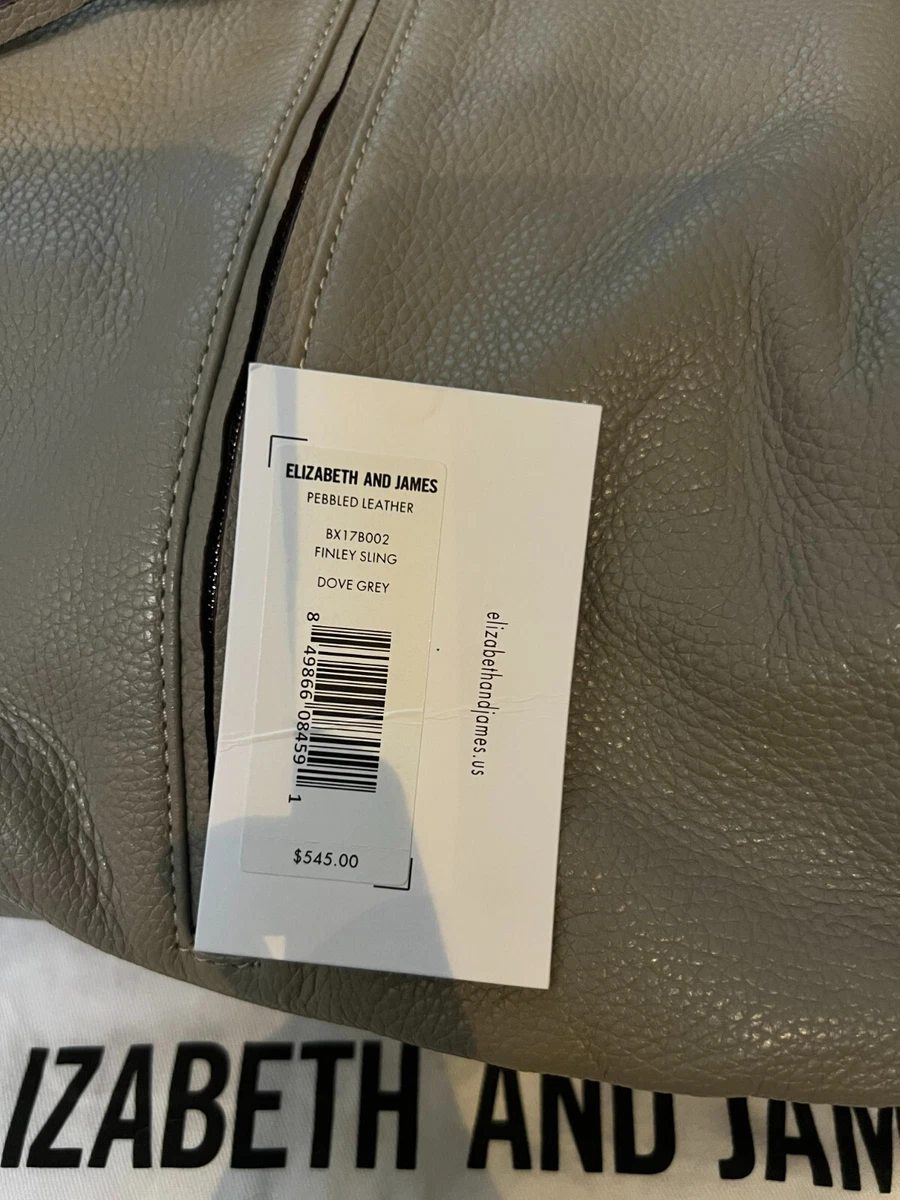 ELIZABETH AND JAMES
PEBBLED LEATHER
BX17B002
FINLEY SLING
DOVE GREY
8 49866 08459 1
$545.00
elizabethandjames.us
IZABETH AND JAM